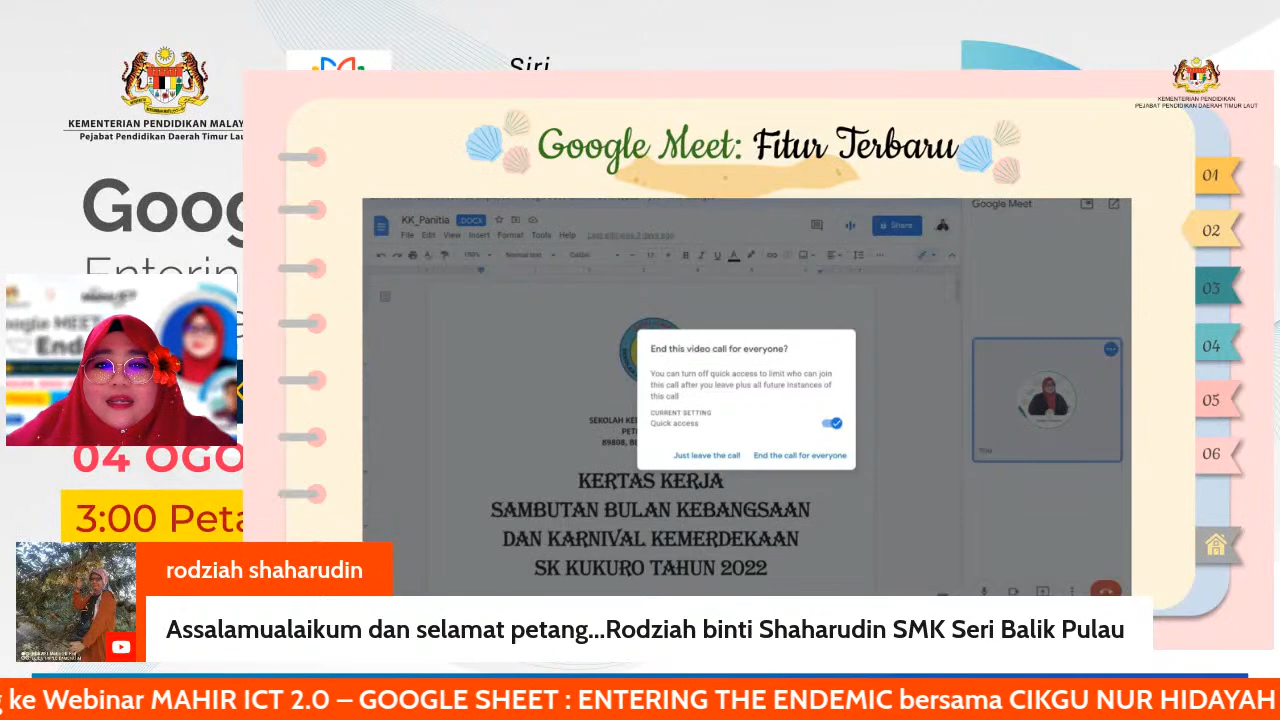 KEMENTERIAN PENDIDIKAN MALAY
Pejabat Pendidikan Daerah Timur Lau
Siri
KEMENTERIAN PENDIDIKAN
PEJABAT PENDIDIKAN DAERAH TIMUR LAUT
Goog
Enterin
Google Meet: Fitur Terbaru
01
02
03
04
05
06
KK_Panitia
.DOCX
File Edit View Insert Format Tools Help
Share
100%
Normal text
Calibri
12
Google Meet
End this video call for everyone?
You can turn off quick access to limit who can join
this call after you leave plus all future instances of
this call
CURRENT SETTING
Quick access
Just leave the call
End the call for everyone
KERTAS KERJA
SAMBUTAN BULAN KEBANGSAAN
DAN KARNIVAL KEMERDEKAAN
SK KUKURO TAHUN 2022
04 OGO
3:00 Peta
rodziah shaharudin
Assalamualaikum dan selamat petang...Rodziah binti Shaharudin SMK Seri Balik Pulau
ke Webinar MAHIR ICT 2.0 – GOOGLE SHEET : ENTERING THE ENDEMIC bersama CIKGU NUR HIDAYAH